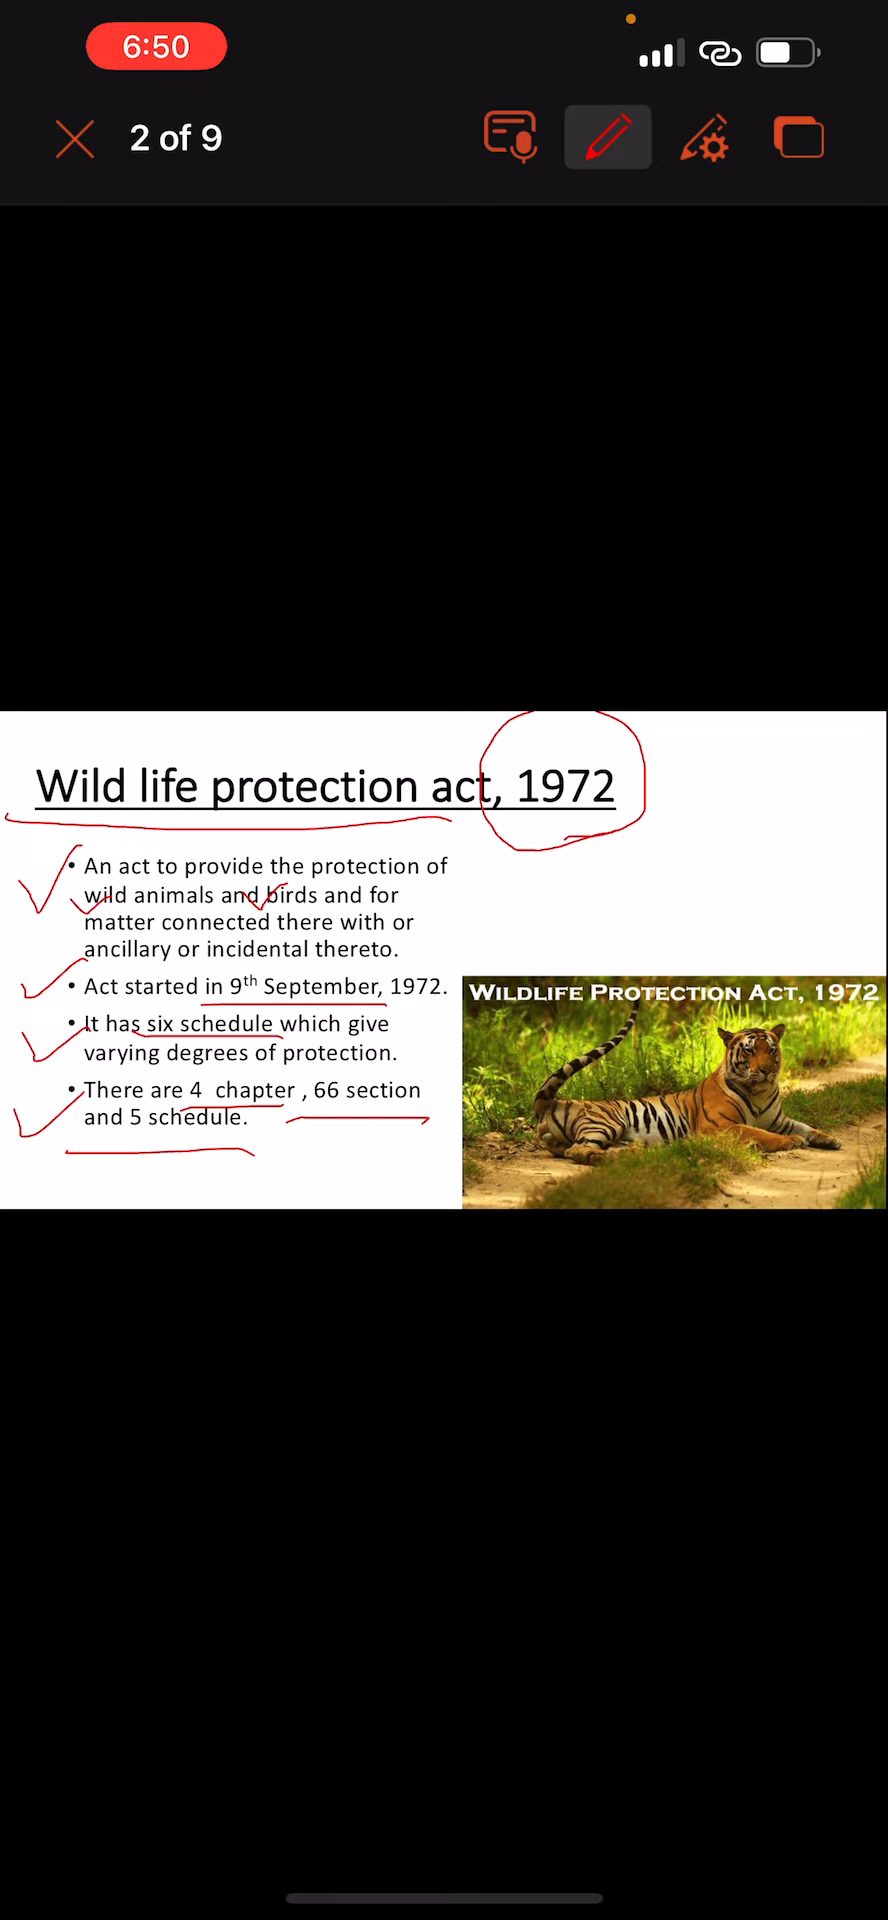 6:50
2 of 9
Wild life protection act, 1972
• An act to provide the protection of
wild animals and birds and for
matter connected there with or
ancillary or incidental thereto.
• Act started in 9th September, 1972.
• It has six schedule which give
varying degrees of protection.
• There are 4 chapter , 66 section
and 5 schedule.
WILDLIFE PROTECTION ACT, 1972